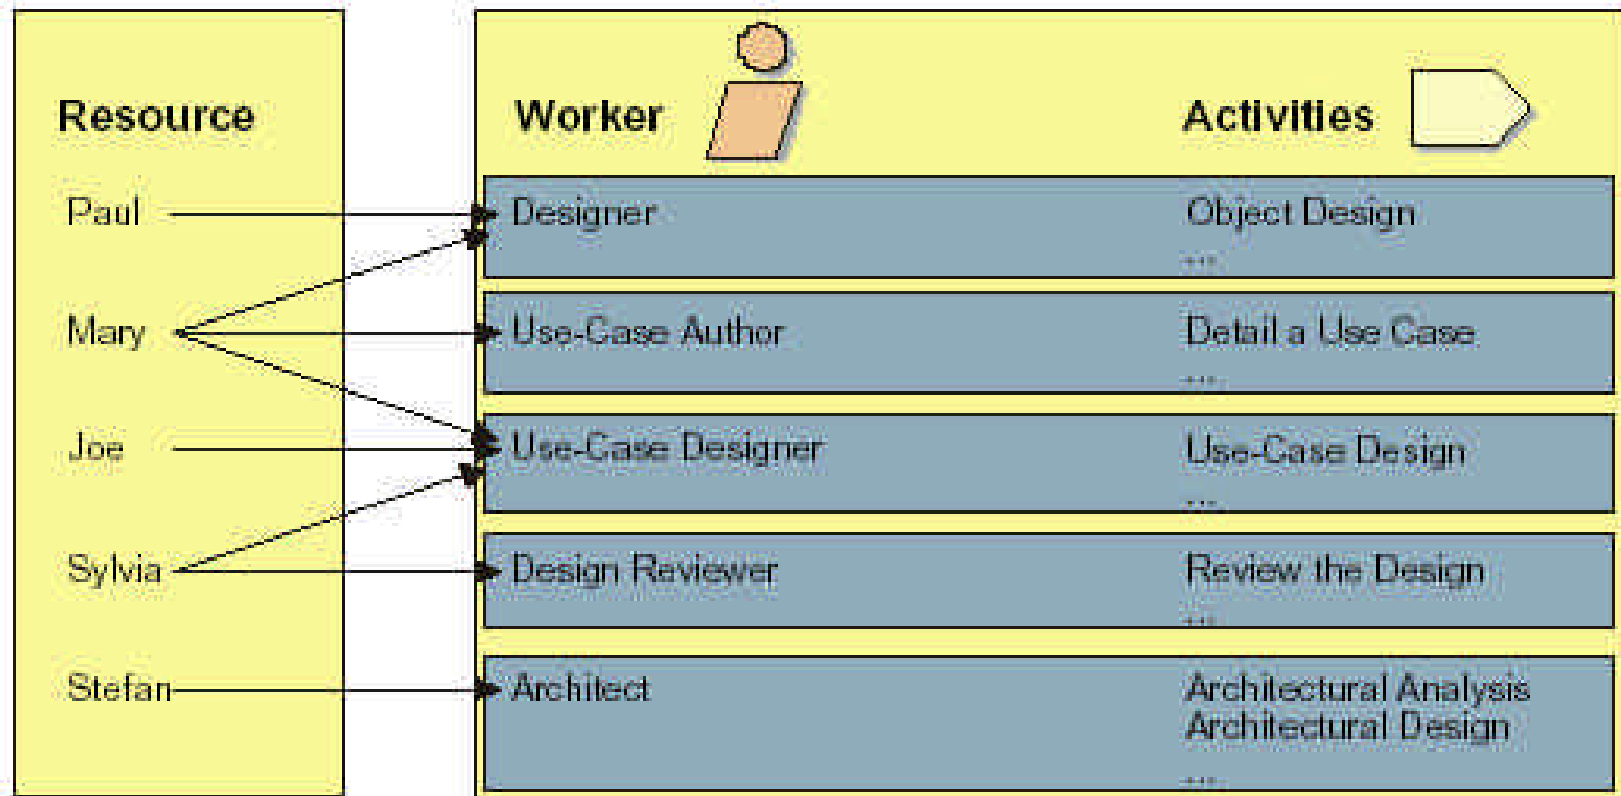 Resource
Worker
Activities
Paul
Designer
Object Design
...
Mary
Use-Case Author
Detail a Use Case
...
Joe
Use-Case Designer
Use-Case Design
...
Sylvia
Design Reviewer
Review the Design
...
Stefan
Architect
Architectural Analysis
Architectural Design
...